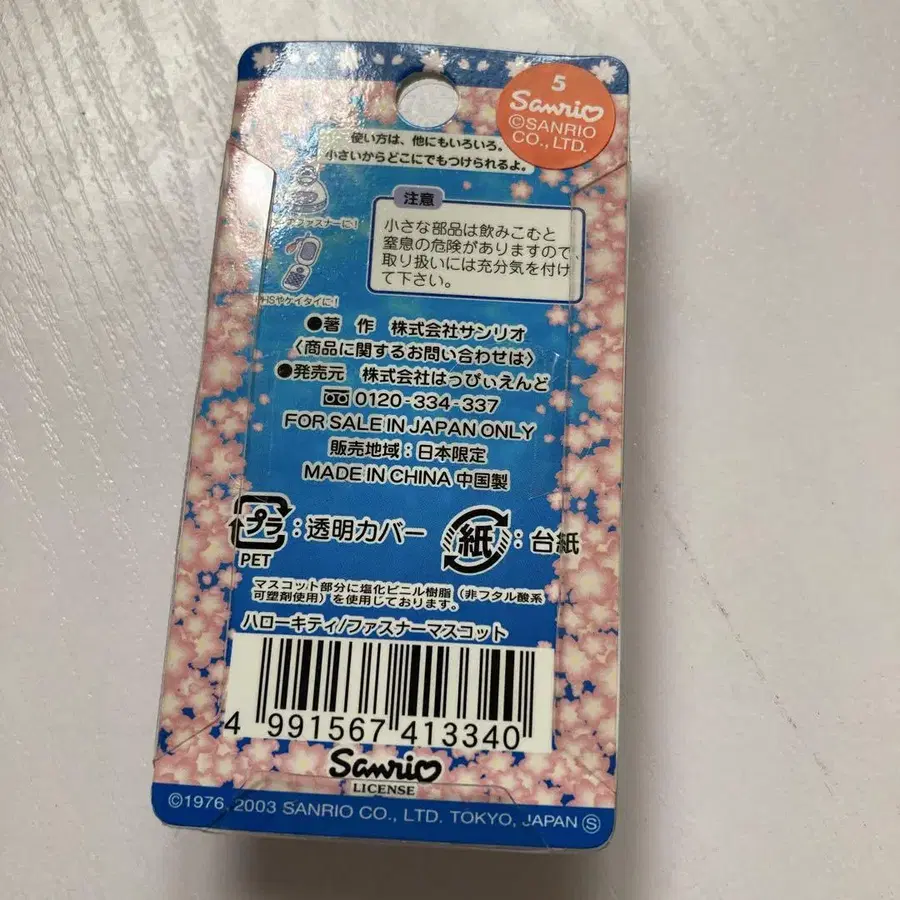 5
Sanrio
©SANRIO
CO., LTD.
使い方は、他にもいろいろ。
小さいからどこにでもつけられるよ。
ファスナーに!
PHSやケイタイに!
注意
小さな部品は飲みこむと
窒息の危険がありますので、
取り扱いには充分気を付け
て下さい。
●著 作 株式会社サンリオ
〈商品に関するお問い合わせは〉
●発売元 株式会社はっぴぃえんど
0120-334-337
FOR SALE IN JAPAN ONLY
販売地域:日本限定
MADE IN CHINA 中国製
プラ:透明カバー
PET
紙:台紙
マスコット部分に塩化ビニル樹脂(非フタル酸系
可塑剤使用)を使用しております。
ハローキティ/ファスナーマスコット
4 991567 413340
Sanrio
LICENSE
©1976, 2003 SANRIO CO., LTD. TOKYO, JAPAN Ⓢ